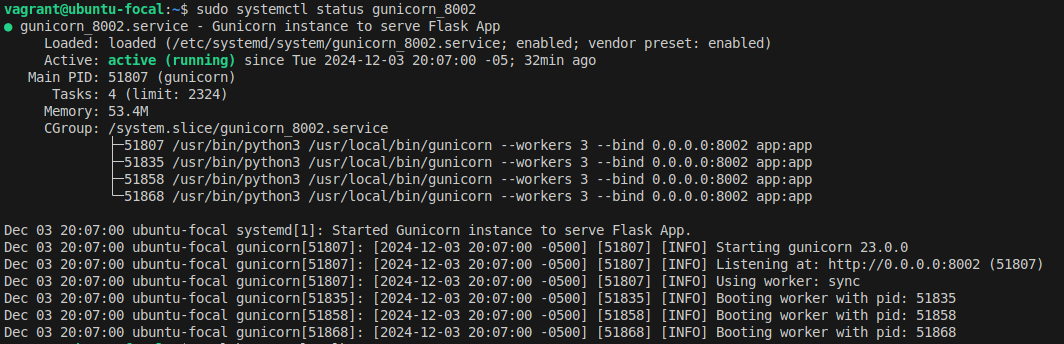 vagrant@ubuntu-focal:~$ sudo systemctl status gunicorn_8002
● gunicorn_8002.service - Gunicorn instance to serve Flask App
     Loaded: loaded (/etc/systemd/system/gunicorn_8002.service; enabled; vendor preset: enabled)
     Active: active (running) since Tue 2024-12-03 20:07:00 -05; 32min ago
   Main PID: 51807 (gunicorn)
      Tasks: 4 (limit: 2324)
     Memory: 53.4M
     CGroup: /system.slice/gunicorn_8002.service
             ├─51807 /usr/bin/python3 /usr/local/bin/gunicorn --workers 3 --bind 0.0.0.0:8002 app:app
             ├─51835 /usr/bin/python3 /usr/local/bin/gunicorn --workers 3 --bind 0.0.0.0:8002 app:app
             ├─51858 /usr/bin/python3 /usr/local/bin/gunicorn --workers 3 --bind 0.0.0.0:8002 app:app
             └─51868 /usr/bin/python3 /usr/local/bin/gunicorn --workers 3 --bind 0.0.0.0:8002 app:app
Dec 03 20:07:00 ubuntu-focal systemd[1]: Started Gunicorn instance to serve Flask App.
Dec 03 20:07:00 ubuntu-focal gunicorn[51807]: [2024-12-03 20:07:00 -0500] [51807] [INFO] Starting gunicorn 23.0.0
Dec 03 20:07:00 ubuntu-focal gunicorn[51807]: [2024-12-03 20:07:00 -0500] [51807] [INFO] Listening at: http://0.0.0.0:8002 (51807)
Dec 03 20:07:00 ubuntu-focal gunicorn[51807]: [2024-12-03 20:07:00 -0500] [51807] [INFO] Using worker: sync
Dec 03 20:07:00 ubuntu-focal gunicorn[51835]: [2024-12-03 20:07:00 -0500] [51835] [INFO] Booting worker with pid: 51835
Dec 03 20:07:00 ubuntu-focal gunicorn[51858]: [2024-12-03 20:07:00 -0500] [51858] [INFO] Booting worker with pid: 51858
Dec 03 20:07:00 ubuntu-focal gunicorn[51868]: [2024-12-03 20:07:00 -0500] [51868] [INFO] Booting worker with pid: 51868